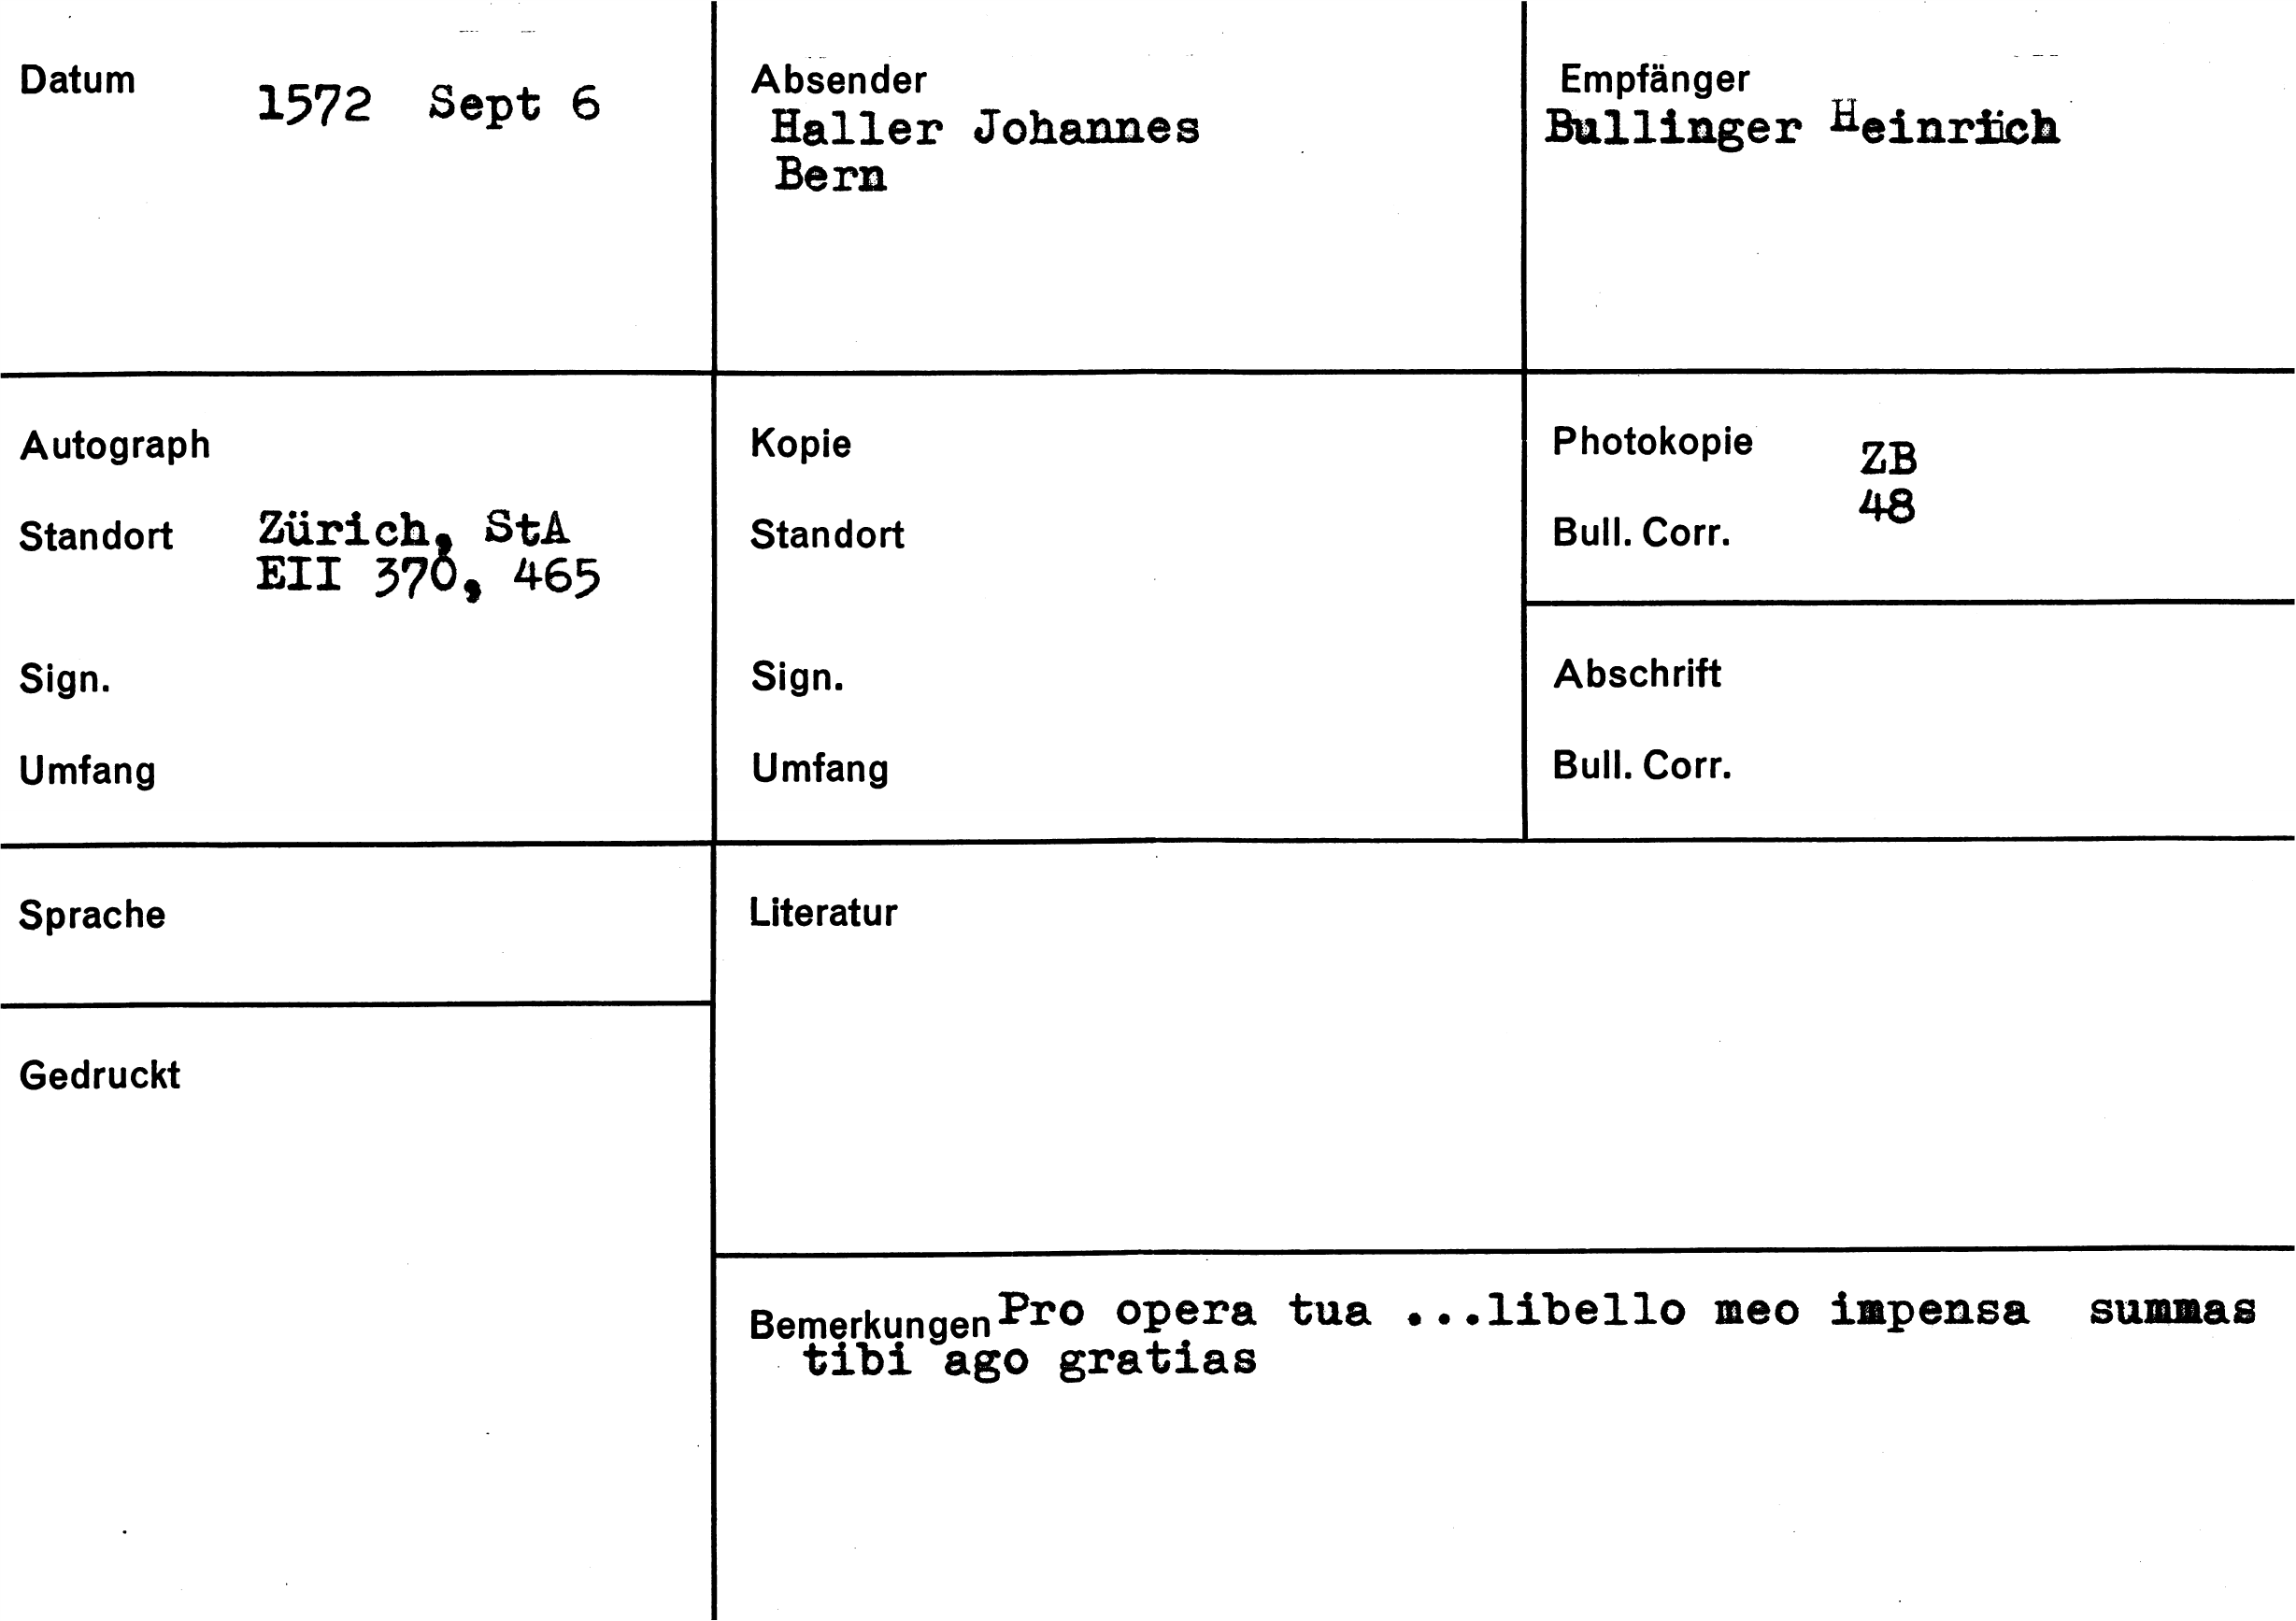 Datum 1572 Sept 6
Absender
Haller Johannes
Bern
Empfänger
Bullinger Heinrich
Autograph
Standort Zürich, StA
EII 370, 465
Sign.
Umfang
Kopie
Standort
Sign.
Umfang
Photokopie ZB
48
Bull. Corr.
Abschrift
Bull. Corr.
Sprache
Literatur
Gedruckt
Bemerkungen Pro opera tua ...libello meo impensa summas
tibi ago gratias